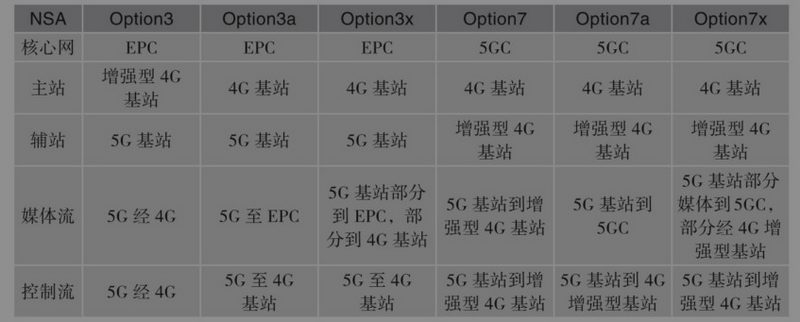 NSA Option3 Option3a Option3x Option7 Option7a Option7x
核心网 EPC EPC EPC 5GC 5GC 5GC
主站 增强型 4G 基站 4G 基站 4G 基站 4G 基站 4G 基站 4G 基站
辅站 5G 基站 5G 基站 5G 基站 增强型 4G 基站 增强型 4G 基站 增强型 4G 基站
媒体流 5G 经 4G 5G 至 EPC 5G 基站部分到 EPC，部分到 4G 基站 5G 基站到增强型 4G 基站 5G 基站到 5GC 5G 基站部分媒体到 5GC，部分经 4G 增强型基站
控制流 5G 经 4G 5G 至 4G 基站 5G 至 4G 基站 5G 基站到增强型 4G 基站 5G 基站到 4G 增强型基站 5G 基站到增强型 4G 基站